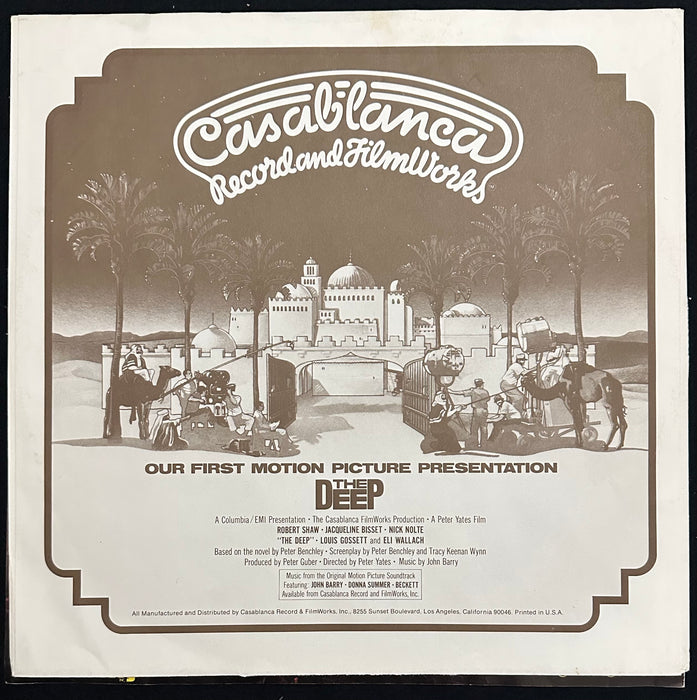 Casablanca
Record and FilmWorks
OUR FIRST MOTION PICTURE PRESENTATION
THE
DEEP
A Columbia/EMI Presentation • The Casablanca FilmWorks Production • A Peter Yates Film
ROBERT SHAW • JACQUELINE BISSET • NICK NOLTE
"THE DEEP" • LOUIS GOSSETT and ELI WALLACH
Based on the novel by Peter Benchley • Screenplay by Peter Benchley and Tracy Keenan Wynn
Produced by Peter Guber • Directed by Peter Yates • Music by John Barry
Music from the Original Motion Picture Soundtrack
Featuring: JOHN BARRY • DONNA SUMMER • BECKETT
Available from Casablanca Record and FilmWorks, Inc.
All Manufactured and Distributed by Casablanca Record & FilmWorks, Inc., 8255 Sunset Boulevard, Los Angeles, California 90046. Printed in U.S.A.